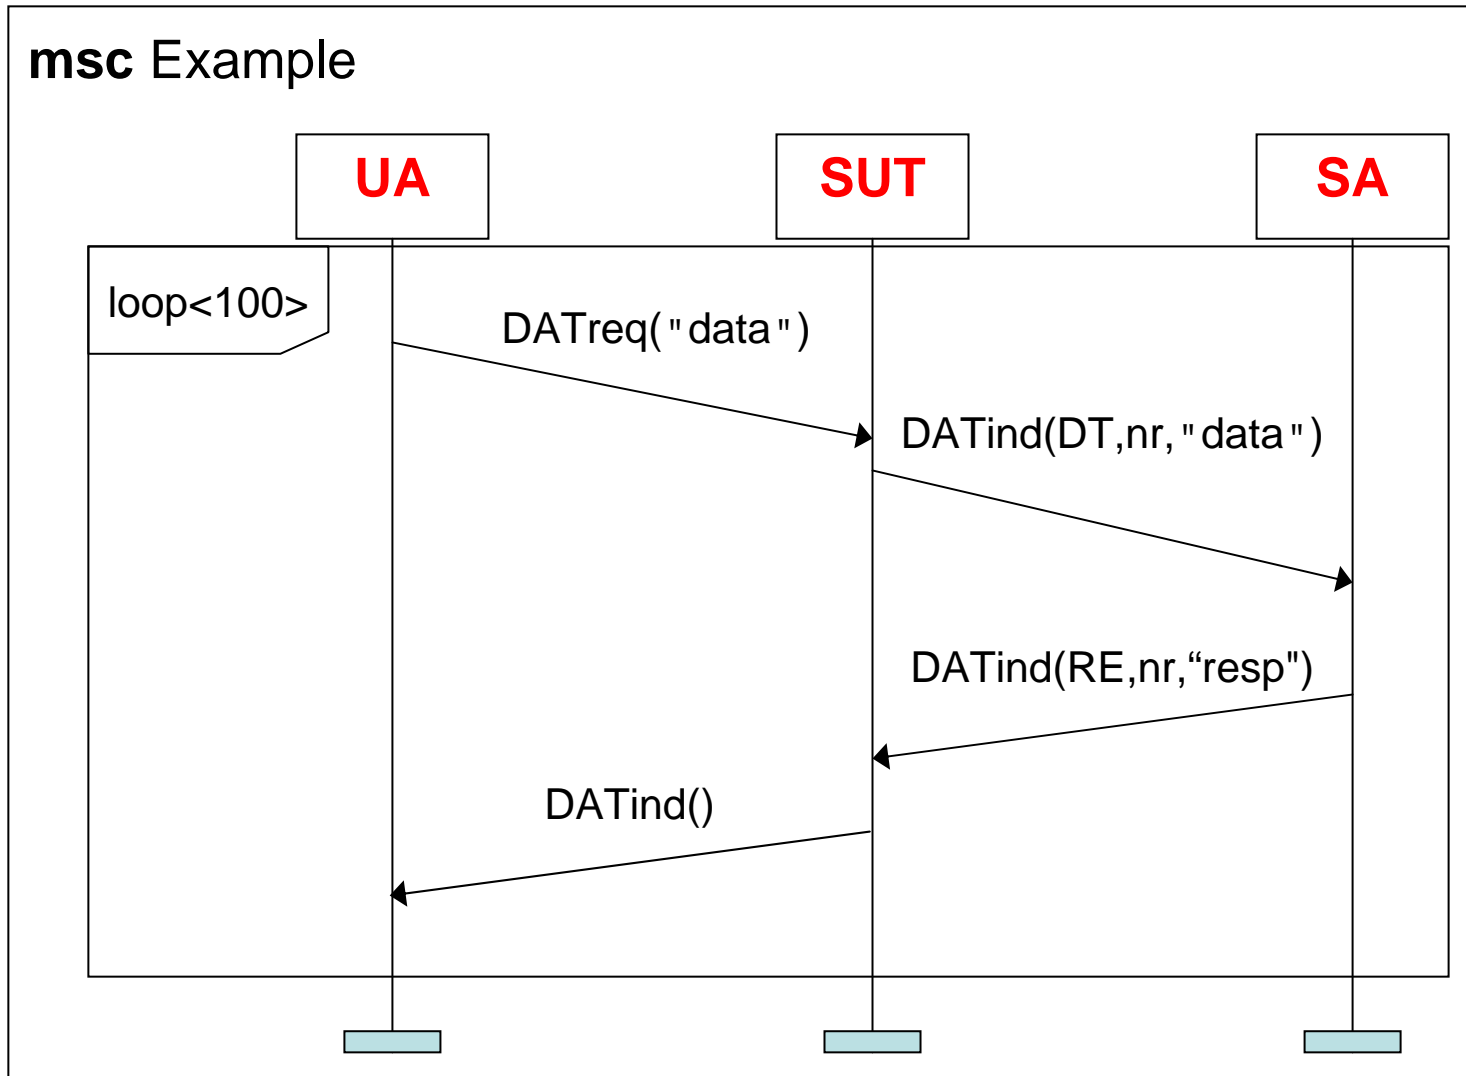 msc Example
UA
SUT
SA
loop<100>
DATreq("data")
DATind(DT,nr,"data")
DATind(RE,nr,“resp")
DATind()